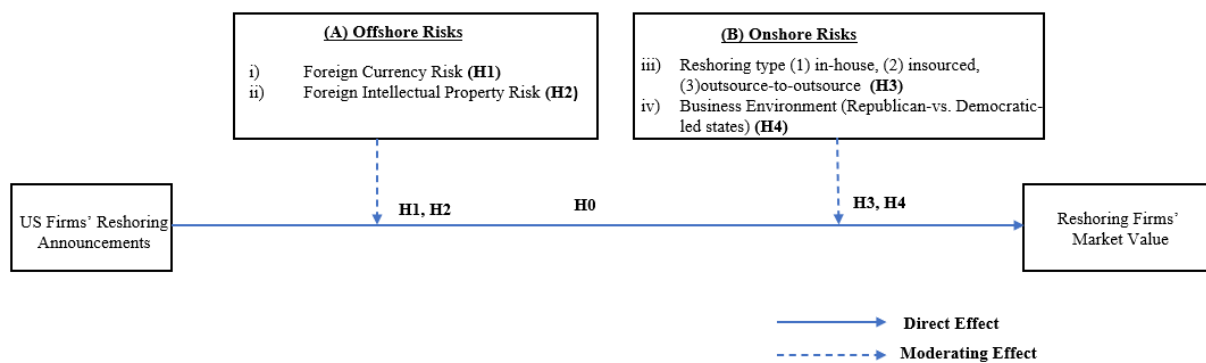 (A) Offshore Risks
i) Foreign Currency Risk (H1)
ii) Foreign Intellectual Property Risk (H2)
(B) Onshore Risks
iii) Reshoring type (1) in-house, (2) insourced,
(3)outsource-to-outsource (H3)
iv) Business Environment (Republican-vs. Democratic-
led states) (H4)
US Firms' Reshoring
Announcements
H1, H2
H0
H3, H4
Reshoring Firms'
Market Value
Direct Effect
Moderating Effect